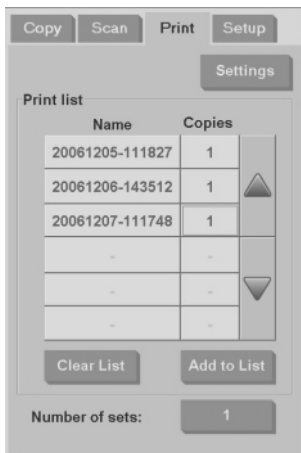 Copy Scan Print Setup
Settings
Print list
Name Copies
20061205-111827 1
20061206-143512 1
20061207-111748 1
- -
- -
- -
Clear List Add to List
Number of sets: 1